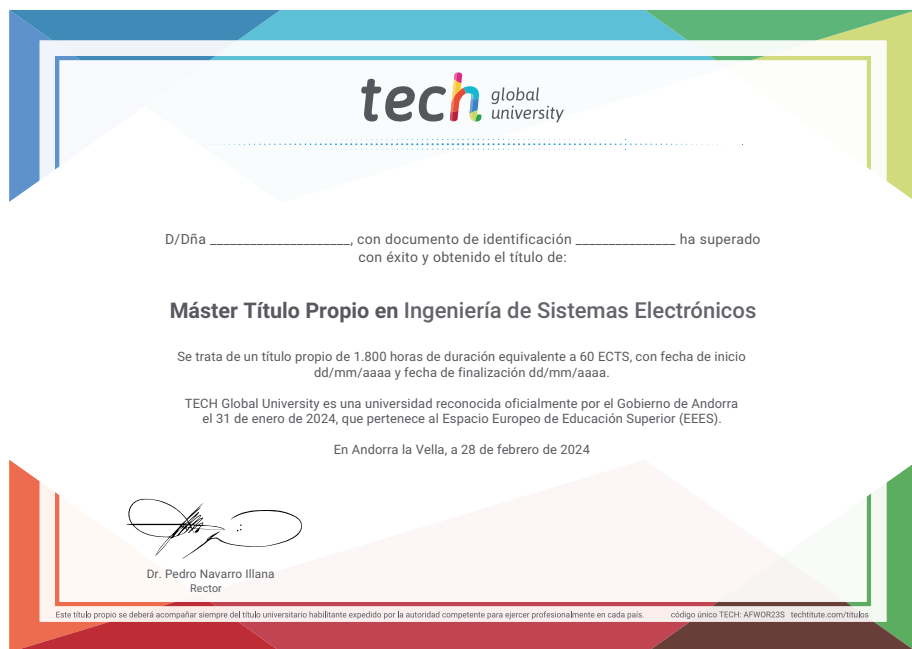 tech global
university
D/Dña _____________________, con documento de identificación _______________ ha superado
con éxito y obtenido el título de:
Máster Título Propio en Ingeniería de Sistemas Electrónicos
Se trata de un título propio de 1.800 horas de duración equivalente a 60 ECTS, con fecha de inicio
dd/mm/aaaa y fecha de finalización dd/mm/aaaa.
TECH Global University es una universidad reconocida oficialmente por el Gobierno de Andorra
el 31 de enero de 2024, que pertenece al Espacio Europeo de Educación Superior (EEES).
En Andorra la Vella, a 28 de febrero de 2024
Dr. Pedro Navarro Illana
Rector
Este título propio se deberá acompañar siempre del título universitario habilitante expedido por la autoridad competente para ejercer profesionalmente en cada país. código único TECH: AFWOR23S techtitute.com/titulos